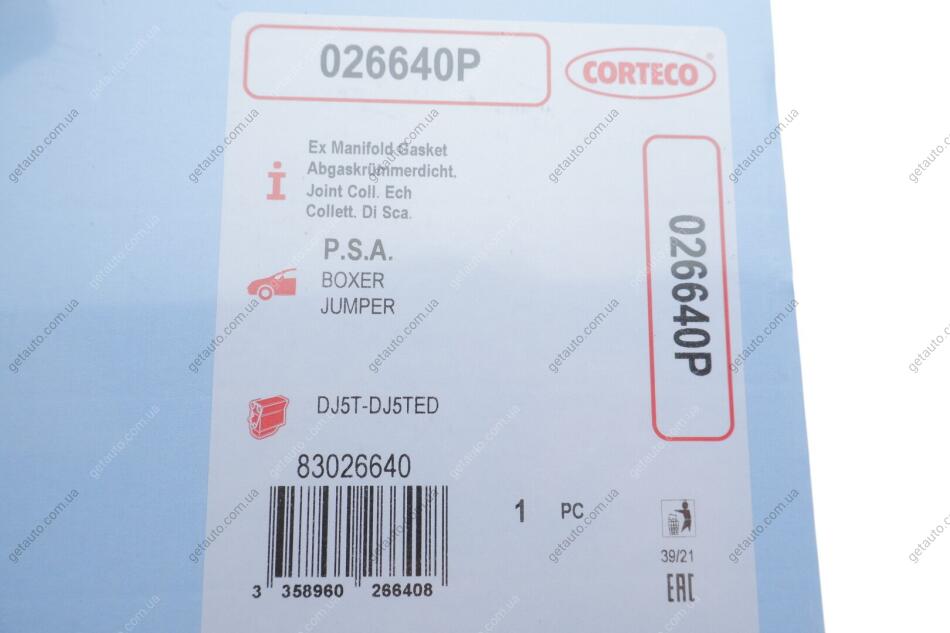 026640P
CORTECO
Ex Manifold Gasket
Abgaskrümmerdicht.
Joint Coll. Ech
Collett. Di Sca.
P.S.A.
BOXER
JUMPER
026640P
DJ5T-DJ5TED
83026640
1 PC
3 358960 266408
39/21
EAC
getauto.com.ua